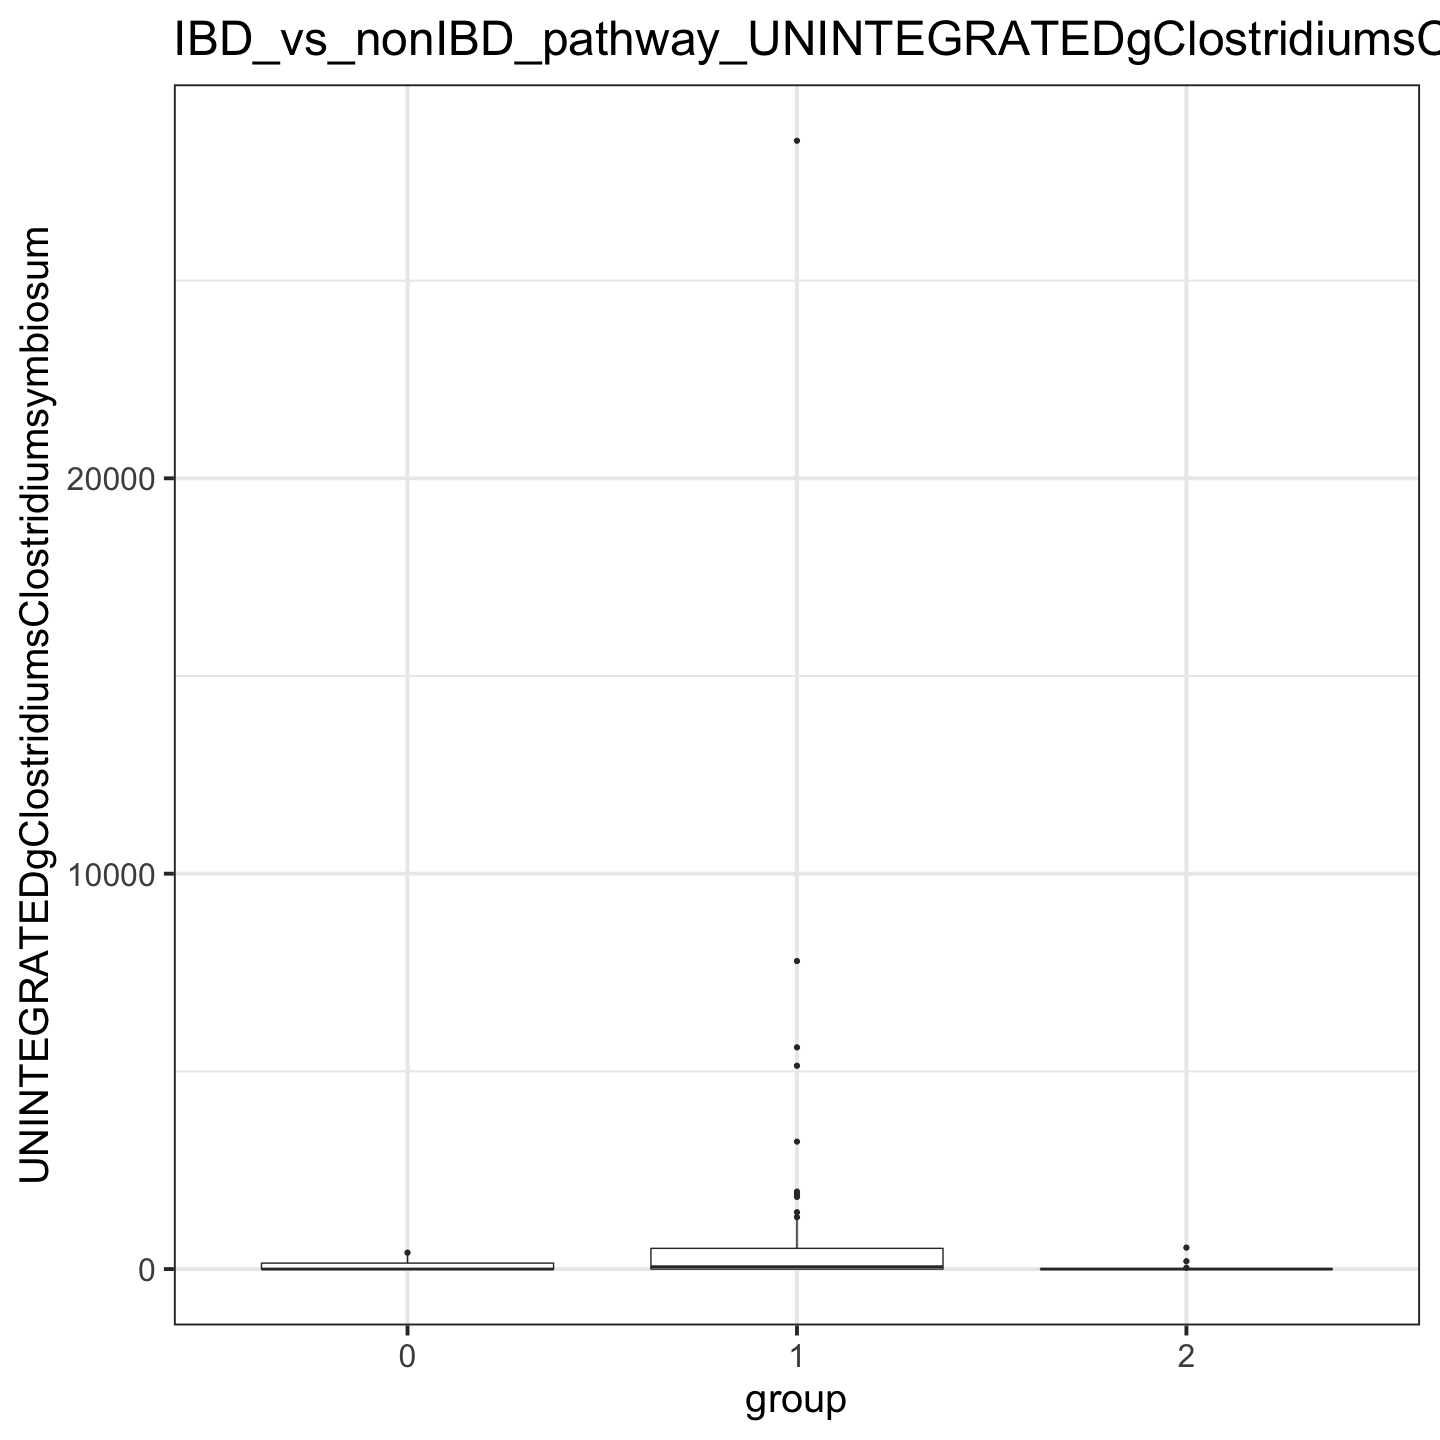 IBD_vs_nonIBD_pathway_UNINTEGRATEDgClostridiumsC
UNINTEGRATEDgClostridiumsClostridiumsymbiosum
20000
10000
0
0 1 2
group